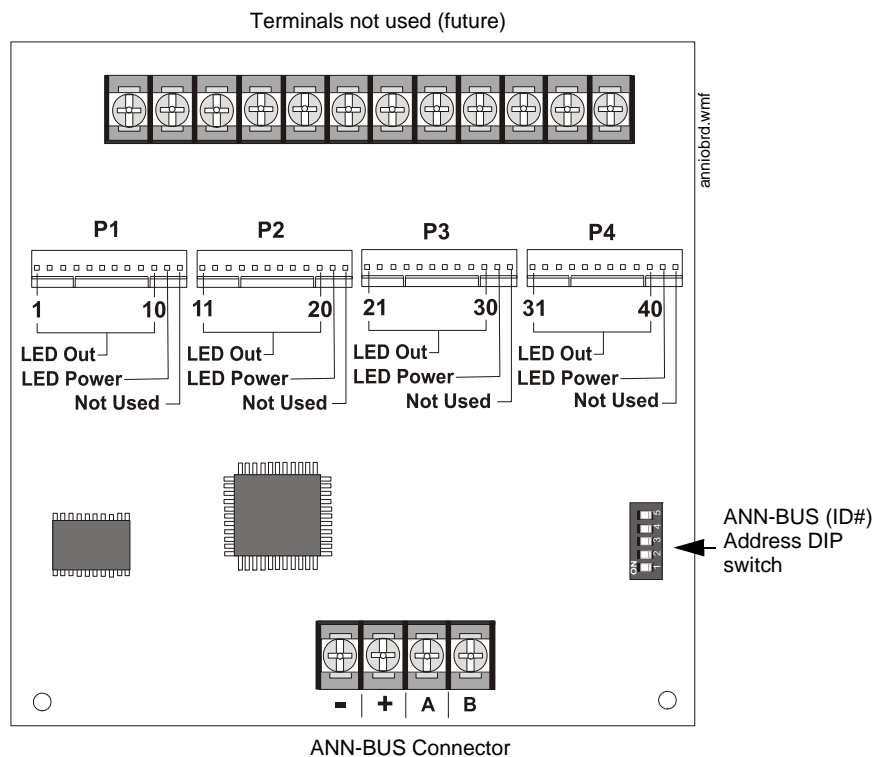 Terminals not used (future)
anniobrd.wmf
P1 P2 P3 P4
1 10 11 20 21 30 31 40
LED Out LED Out LED Out LED Out
LED Power LED Power LED Power LED Power
Not Used Not Used Not Used Not Used
ON 1 2 3 4 5
ANN-BUS (ID#)
Address DIP
switch
- + A B
ANN-BUS Connector